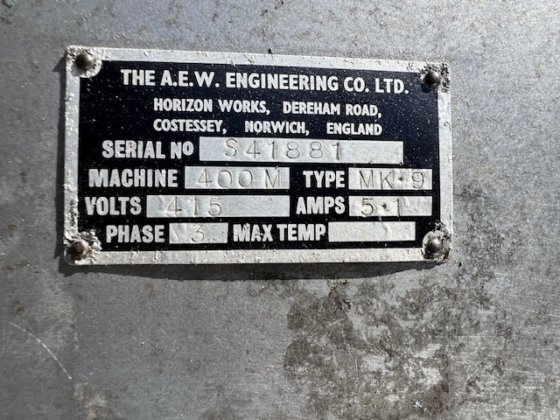 THE A.E.W. ENGINEERING CO. LTD.
HORIZON WORKS, DEREHAM ROAD,
COSTESSEY, NORWICH, ENGLAND
SERIAL NO S41881
MACHINE 400M TYPE MK·9
VOLTS 415 AMPS 5·1
PHASE 3 MAX TEMP